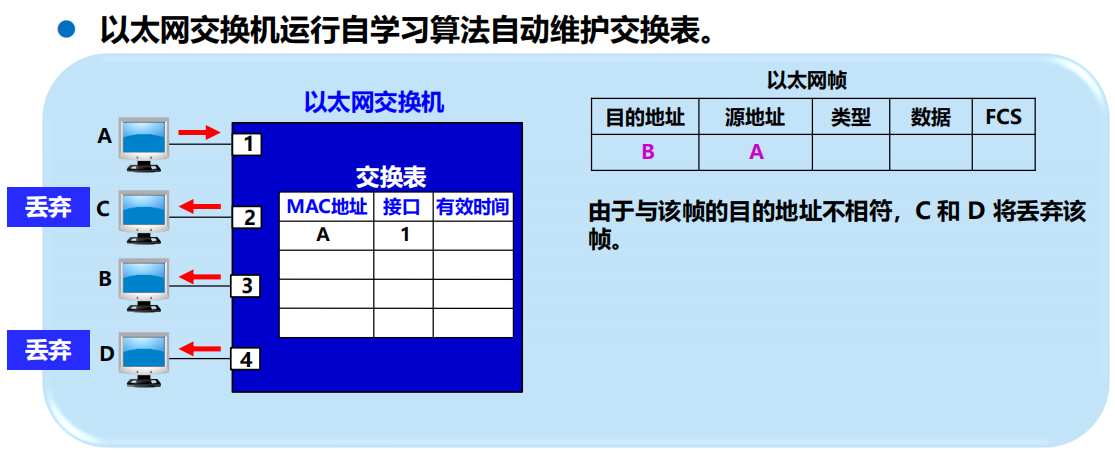 以太网交换机运行自学习算法自动维护交换表。
以太网交换机
以太网帧
目的地址 源地址 类型 数据 FCS
B A
A
1
交换表
MAC地址 接口 有效时间
A 1
丢弃
C
2
由于与该帧的目的地址不相符，C 和 D 将丢弃该
帧。
B
3
丢弃
D
4